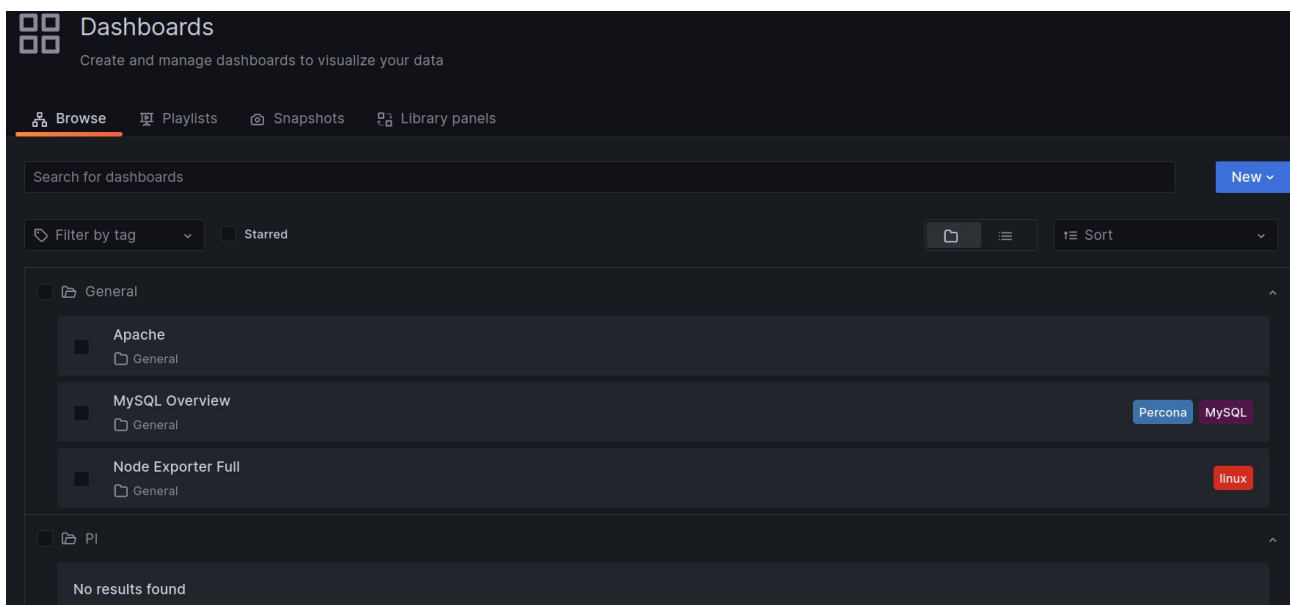 Dashboards
Create and manage dashboards to visualize your data
Browse Playlists Snapshots Library panels
Search for dashboards New
Filter by tag Starred Sort
General
Apache
General
MySQL Overview
General
Percona MySQL
Node Exporter Full
General
linux
PI
No results found